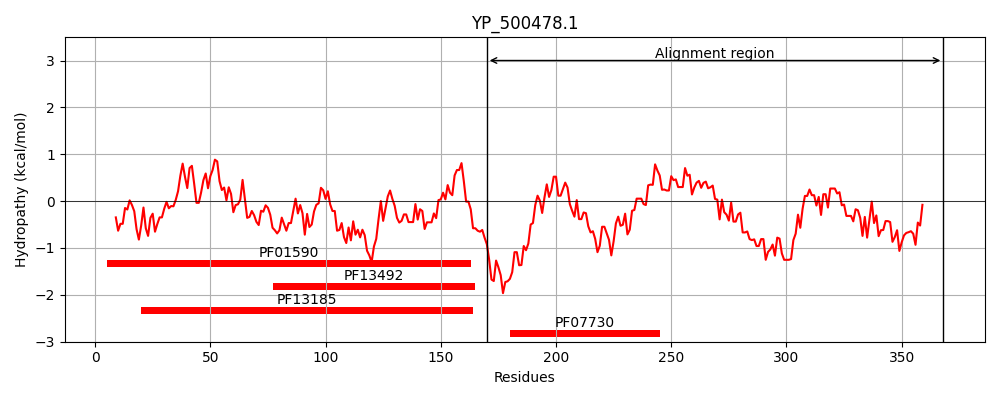 YP_500478.1
Hydropathy (kcal/mol)
3
2
1
0
−1
−2
−3
Alignment region
PF01590
PF13492
PF13185
PF07730
0 50 100 150 200 250 300 350
Residues